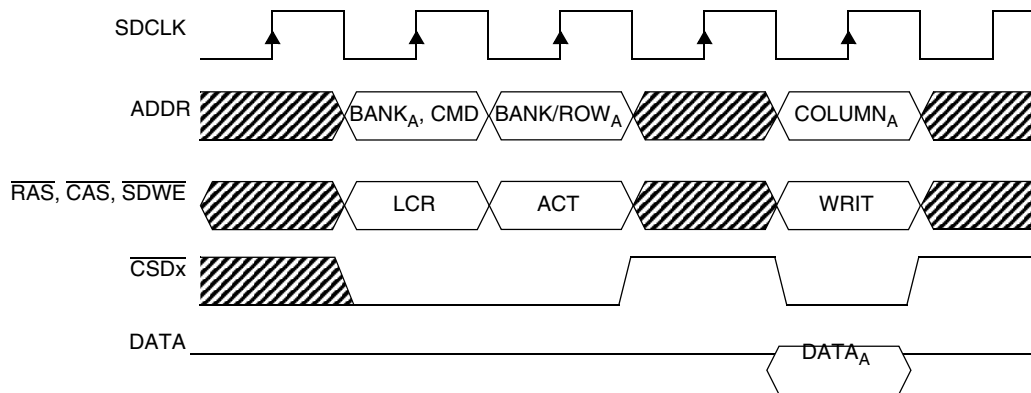 SDCLK
ADDR BANKA, CMD BANK/ROWA COLUMNA
RAS, CAS, SDWE LCR ACT WRIT
CSDx
DATA DATAA